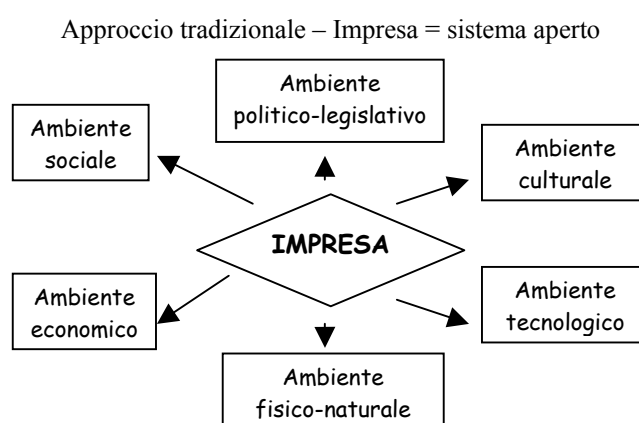 Approccio tradizionale – Impresa = sistema aperto
Ambiente
politico-legislativo
Ambiente
sociale
Ambiente
culturale
IMPRESA
Ambiente
economico
Ambiente
tecnologico
Ambiente
fisico-naturale